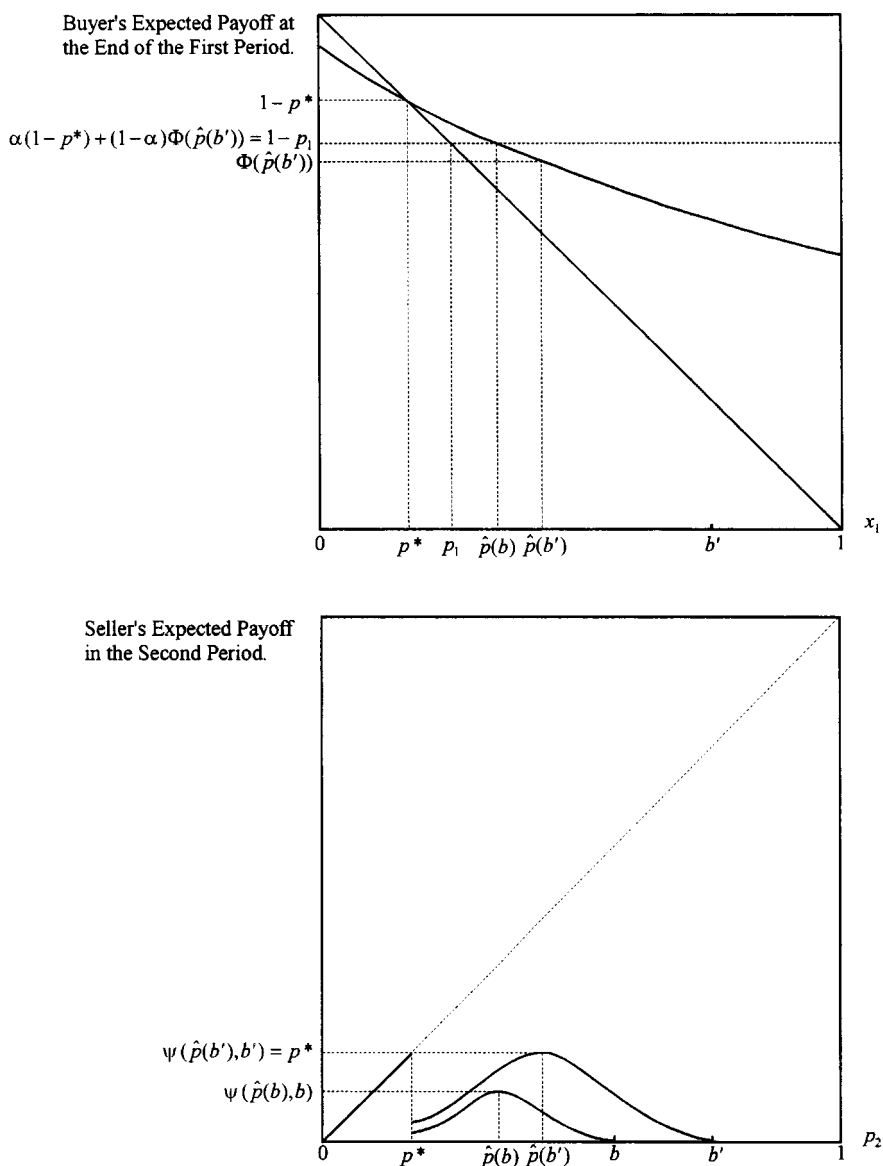 Buyer's Expected Payoff at
the End of the First Period.
1 – p*
α(1– p*) + (1–α)Φ(p̂(b′)) = 1– p₁
Φ(p̂(b′))
0 p* p₁ p̂(b) p̂(b′) b′ 1 x₁
Seller's Expected Payoff
in the Second Period.
ψ(p̂(b′),b′) = p*
ψ(p̂(b),b)
0 p* p̂(b) p̂(b′) b b′ 1 p₂